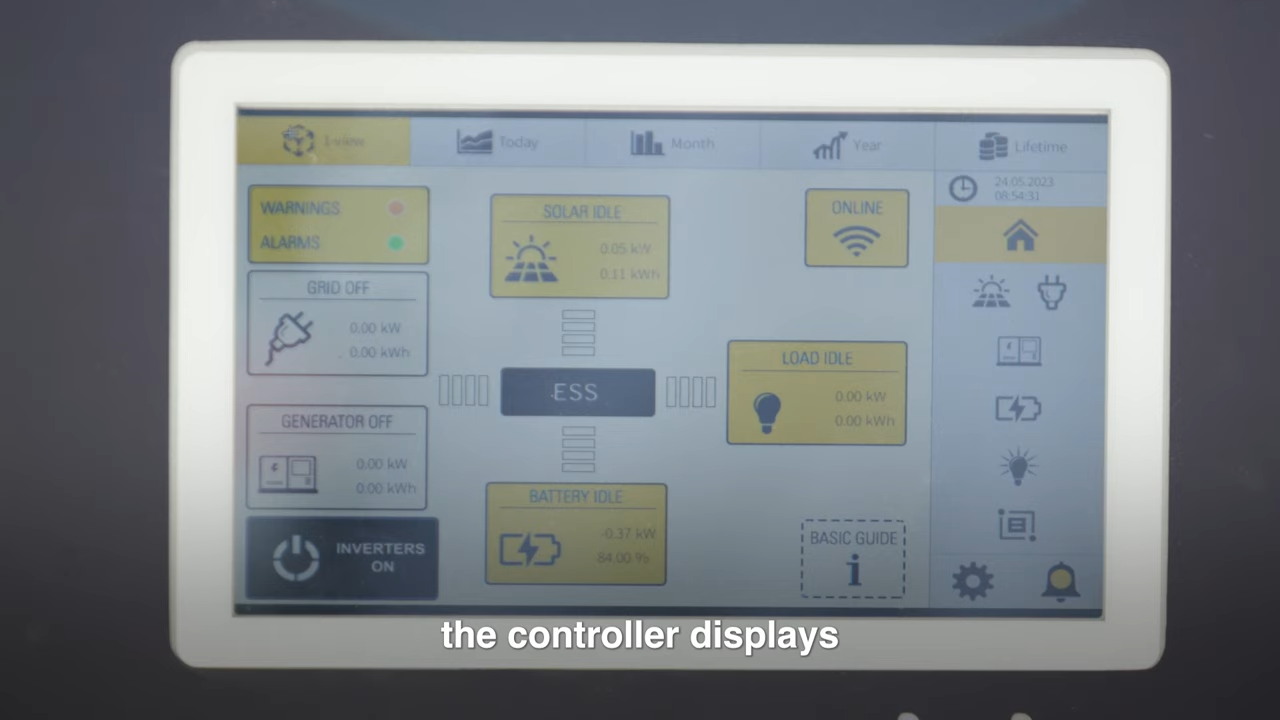 1-view
Today
Month
Year
Lifetime
24.05.2023
08:54:31
WARNINGS
ALARMS
SOLAR IDLE
0.05 kW
0.11 kWh
ONLINE
GRID OFF
0.00 kW
0.00 kWh
ESS
LOAD IDLE
0.00 kW
0.00 kWh
GENERATOR OFF
0.00 kW
0.00 kWh
BATTERY IDLE
-0.37 kW
84.00 %
INVERTERS
ON
BASIC GUIDE
i
the controller displays